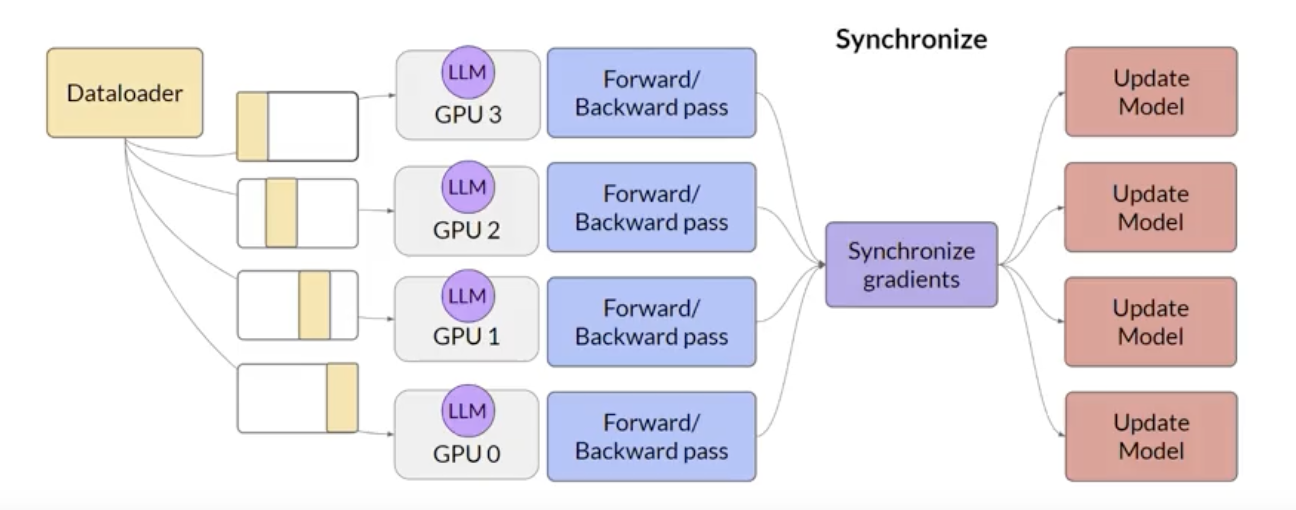 Synchronize
Dataloader
LLM
GPU 3
Forward/
Backward pass
Update
Model
LLM
GPU 2
Forward/
Backward pass
Update
Model
Synchronize
gradients
LLM
GPU 1
Forward/
Backward pass
Update
Model
LLM
GPU 0
Forward/
Backward pass
Update
Model